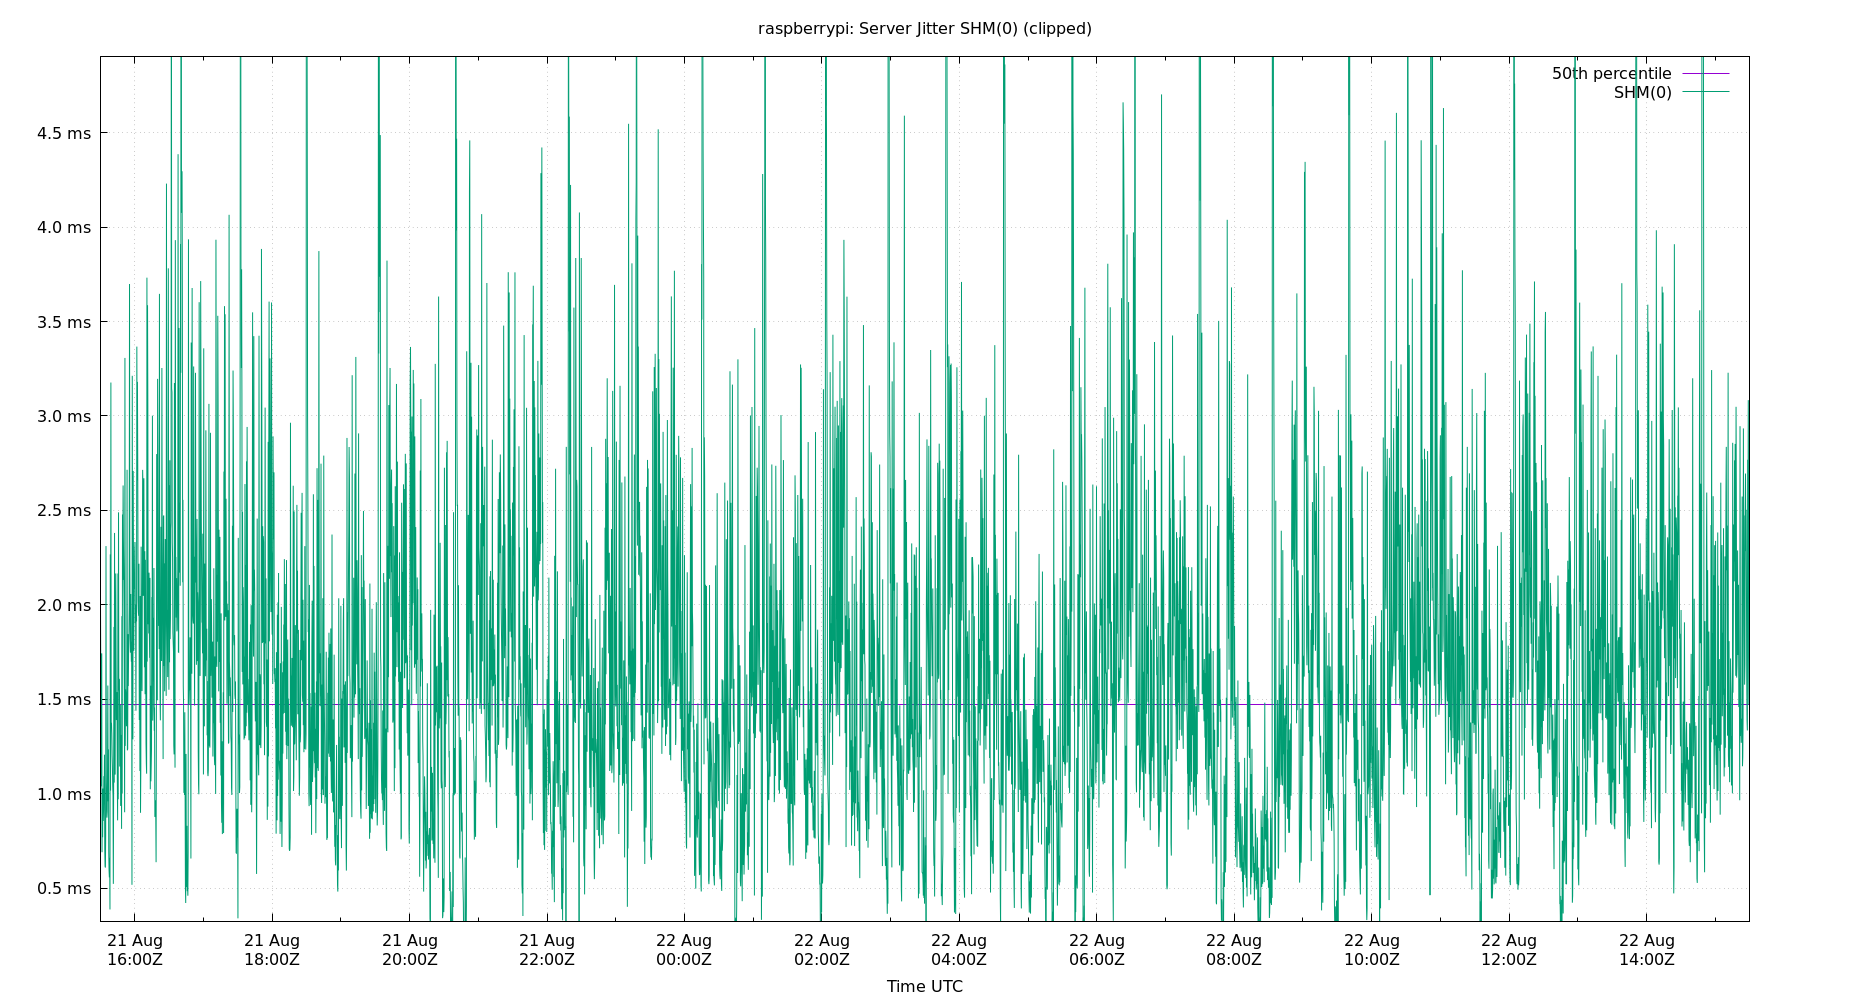 raspberrypi: Server Jitter SHM(0) (clipped)
50th percentile
SHM(0)
4.5 ms
4.0 ms
3.5 ms
3.0 ms
2.5 ms
2.0 ms
1.5 ms
1.0 ms
0.5 ms
21 Aug 21 Aug 21 Aug 21 Aug 22 Aug 22 Aug 22 Aug 22 Aug 22 Aug 22 Aug 22 Aug 22 Aug
16:00Z 18:00Z 20:00Z 22:00Z 00:00Z 02:00Z 04:00Z 06:00Z 08:00Z 10:00Z 12:00Z 14:00Z
Time UTC